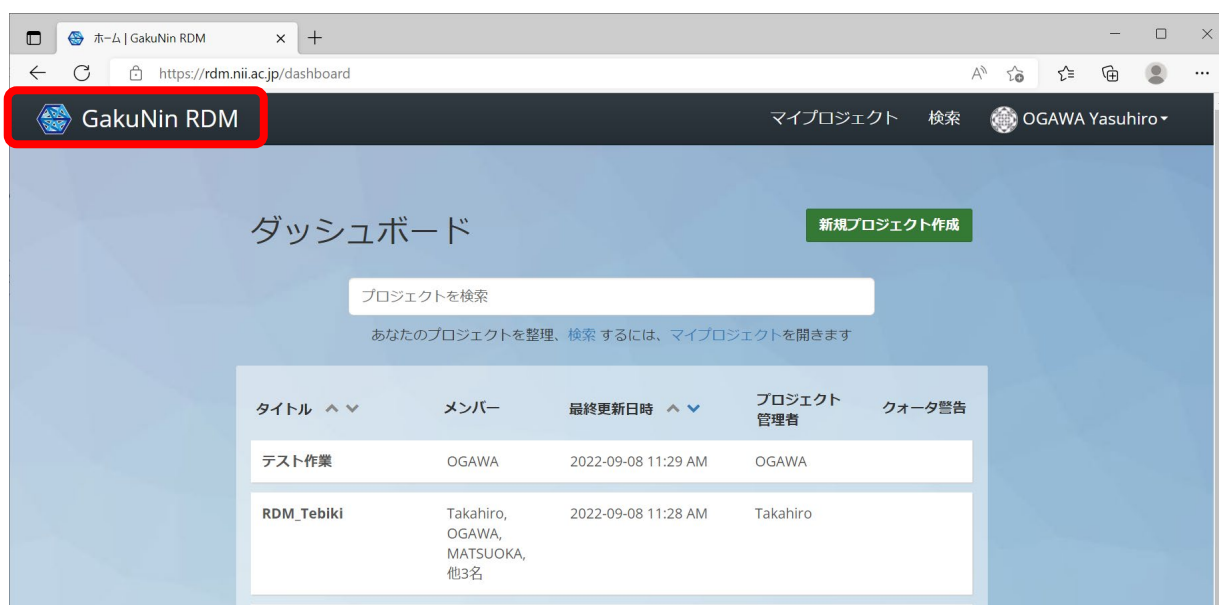 ホーム | GakuNin RDM
https://rdm.nii.ac.jp/dashboard
GakuNin RDM
マイプロジェクト 検索 OGAWA Yasuhiro
ダッシュボード
新規プロジェクト作成
プロジェクトを検索
あなたのプロジェクトを整理、検索 するには、マイプロジェクトを開きます
タイトル メンバー 最終更新日時 プロジェクト管理者 クォータ警告
テスト作業 OGAWA 2022-09-08 11:29 AM OGAWA
RDM_Tebiki Takahiro, 2022-09-08 11:28 AM Takahiro
OGAWA,
MATSUOKA,
他3名